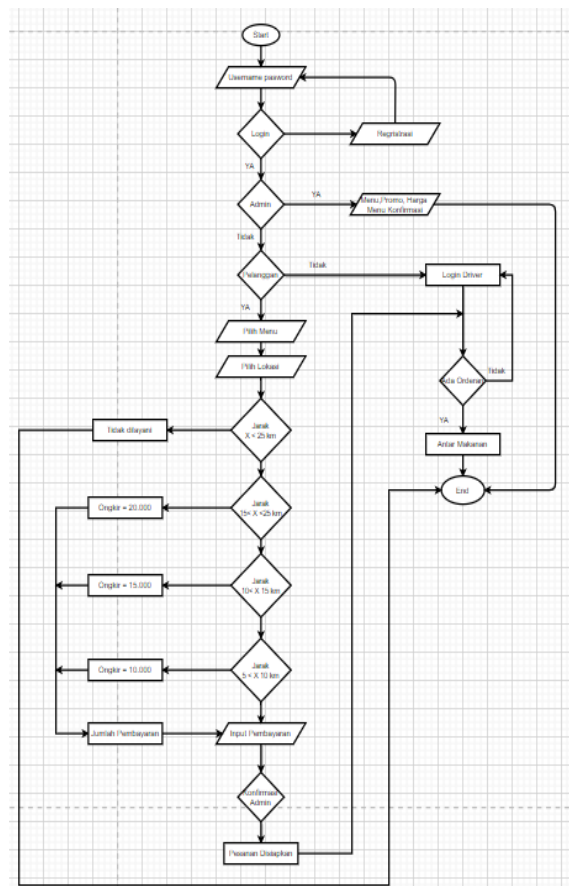 Start
Username pasword
Login
Regristrasi
YA
Admin
YA
Menu,Promo, Harga
Menu Konfirmasi
Tidak
Pelanggan
Tidak
Login Driver
YA
Pilih Menu
Pilih Lokasi
Ada Orderan
Tidak
YA
Antar Makanan
End
Jarak
X < 25 km
Tidak dilayani
Jarak
15< X <25 km
Ongkir = 20.000
Jarak
10< X 15 km
Ongkir = 15.000
Jarak
5 < X 10 km
Ongkir = 10.000
Jumlah Pembayaran
Input Pembayaran
Konfirmasi
Admin
Pesanan Disiapkan